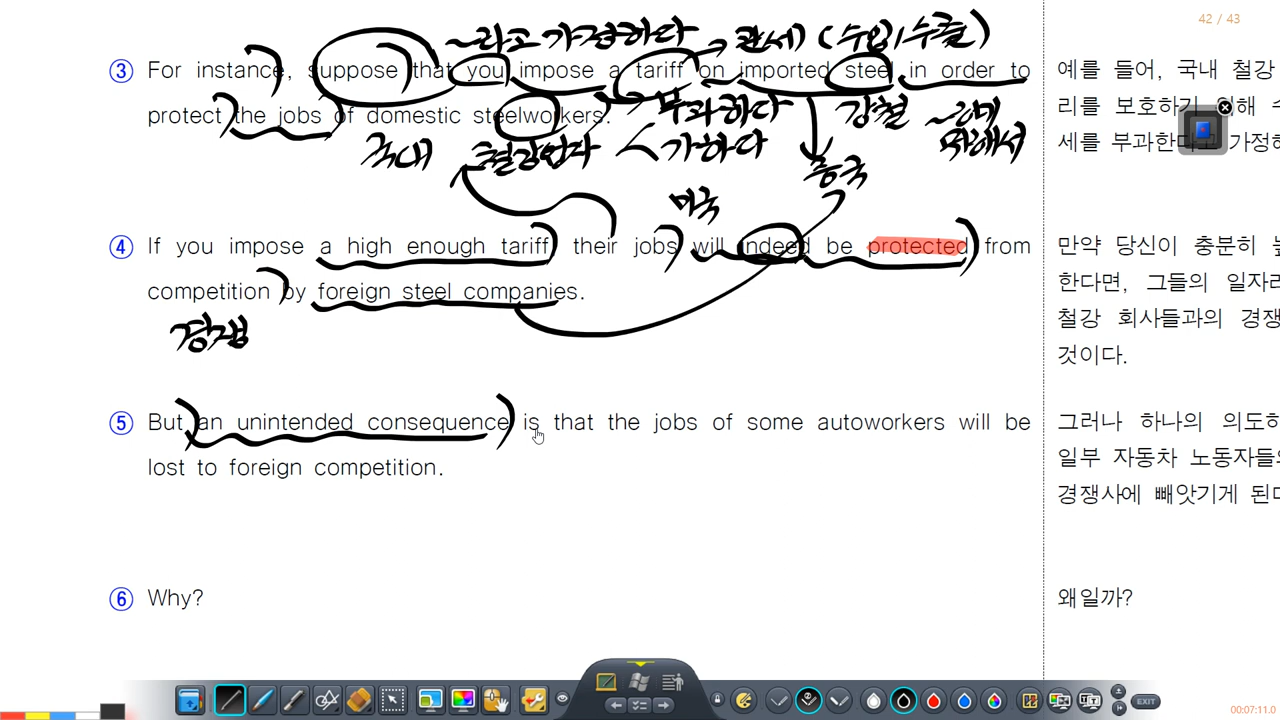 42 / 43
~라고 가정하다
관세 (수입/수출)
③ For instance, suppose that you impose a tariff on imported steel in order to
protect the jobs of domestic steelworkers.
예를 들어, 국내 철강
리를 보호하기 위해 수
세를 부과한다고 가정하
국내
철강업자
부과하다
가하다
강철
~하기
위해서
중국
미국
④ If you impose a high enough tariff, their jobs will indeed be protected from
competition by foreign steel companies.
경쟁
만약 당신이 충분히 높
한다면, 그들의 일자리
철강 회사들과의 경쟁
것이다.
⑤ But an unintended consequence is that the jobs of some autoworkers will be
lost to foreign competition.
그러나 하나의 의도하
일부 자동차 노동자들의
경쟁사에 빼앗기게 된다
⑥ Why?
왜일까?
EXIT
00:07:11.0